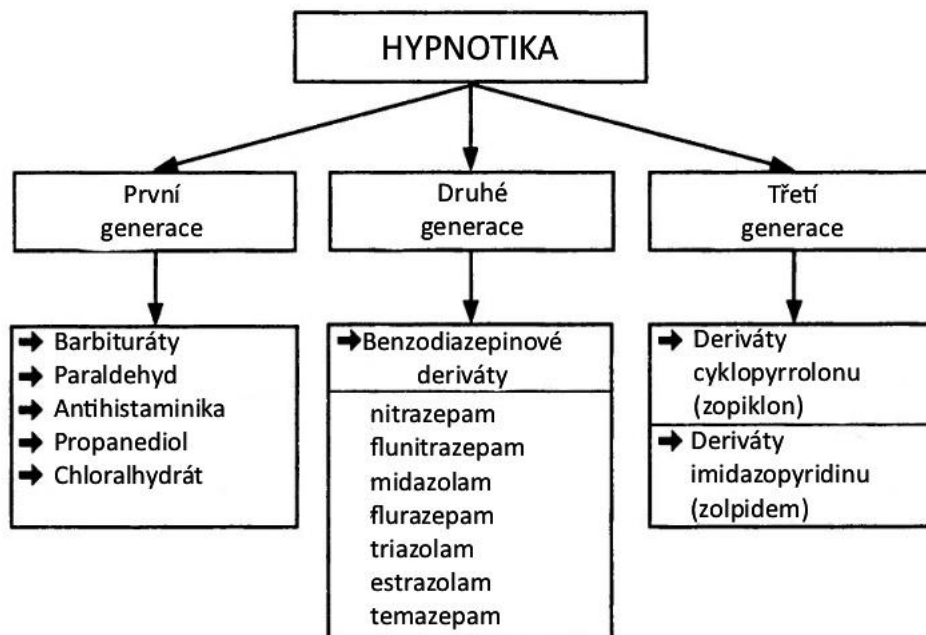 HYPNOTIKA
První
generace
Druhé
generace
Třetí
generace
Barbituráty
Paraldehyd
Antihistaminika
Propanediol
Chloralhydrát
Benzodiazepinové
deriváty
nitrazepam
flunitrazepam
midazolam
flurazepam
triazolam
estrazolam
temazepam
Deriváty
cyklopyrrolonu
(zopiklon)
Deriváty
imidazopyridinu
(zolpidem)